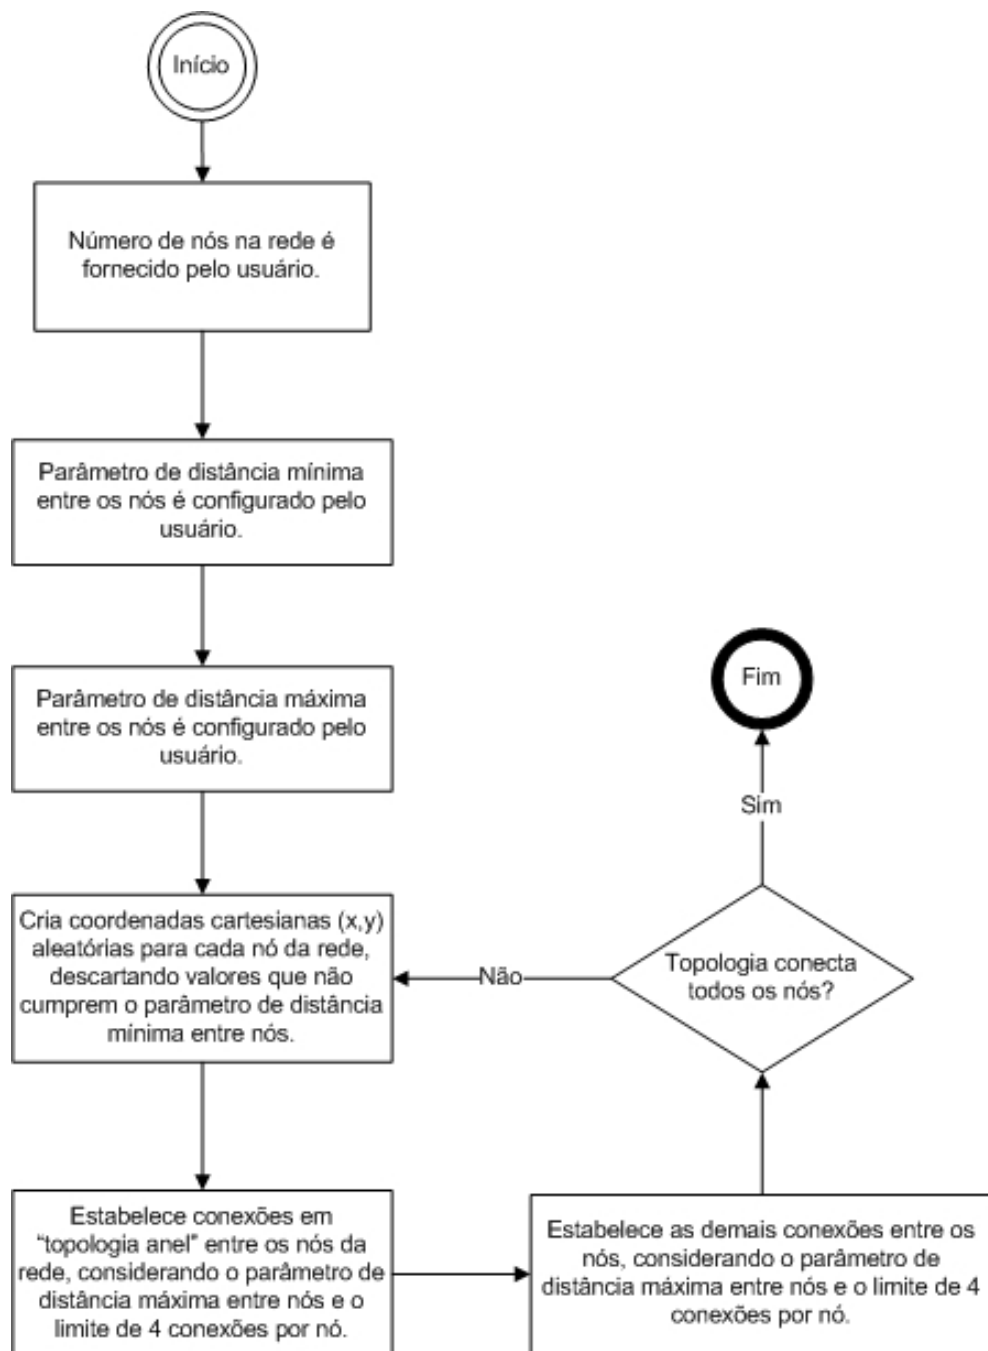 Início
Número de nós na rede é
fornecido pelo usuário.
Parâmetro de distância mínima
entre os nós é configurado pelo
usuário.
Parâmetro de distância máxima
entre os nós é configurado pelo
usuário.
Cria coordenadas cartesianas (x,y)
aleatórias para cada nó da rede,
descartando valores que não
cumprem o parâmetro de distância
mínima entre nós.
Estabelece conexões em
“topologia anel” entre os nós da
rede, considerando o parâmetro de
distância máxima entre nós e o
limite de 4 conexões por nó.
Estabelece as demais conexões entre os
nós, considerando o parâmetro de
distância máxima entre nós e o limite de 4
conexões por nó.
Topologia conecta
todos os nós?
Não
Sim
Fim